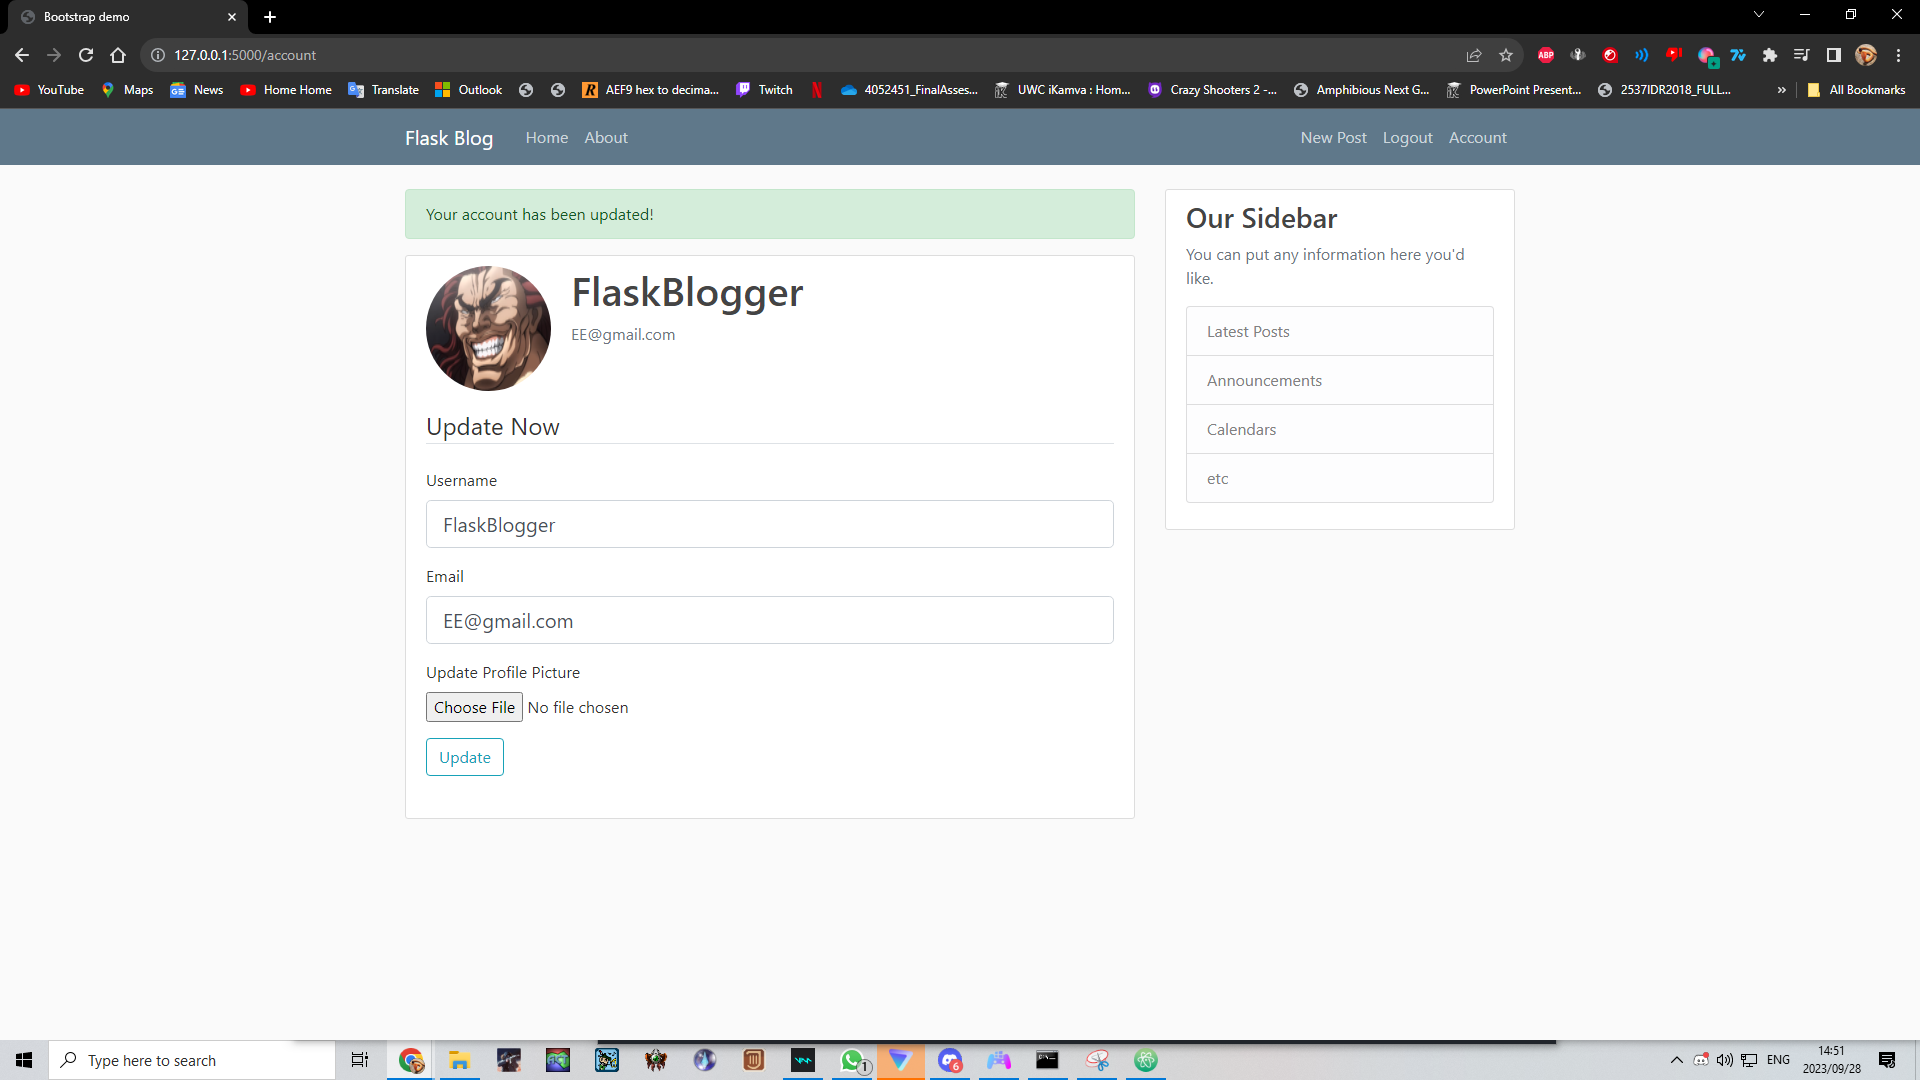 Bootstrap demo
127.0.0.1:5000/account
ABP
YouTube
Maps
News
Home Home
Translate
Outlook
AEF9 hex to decima...
Twitch
4052451_FinalAsses...
UWC iKamva : Hom...
Crazy Shooters 2 -...
Amphibious Next G...
PowerPoint Present...
2537IDR2018_FULL...
»
All Bookmarks
Flask Blog
Home
About
New Post
Logout
Account
Your account has been updated!
FlaskBlogger
EE@gmail.com
Update Now
Username
FlaskBlogger
Email
EE@gmail.com
Update Profile Picture
Choose File No file chosen
Update
Our Sidebar
You can put any information here you'd
like.
Latest Posts
Announcements
Calendars
etc
Type here to search
1
6
ENG
14:51
2023/09/28